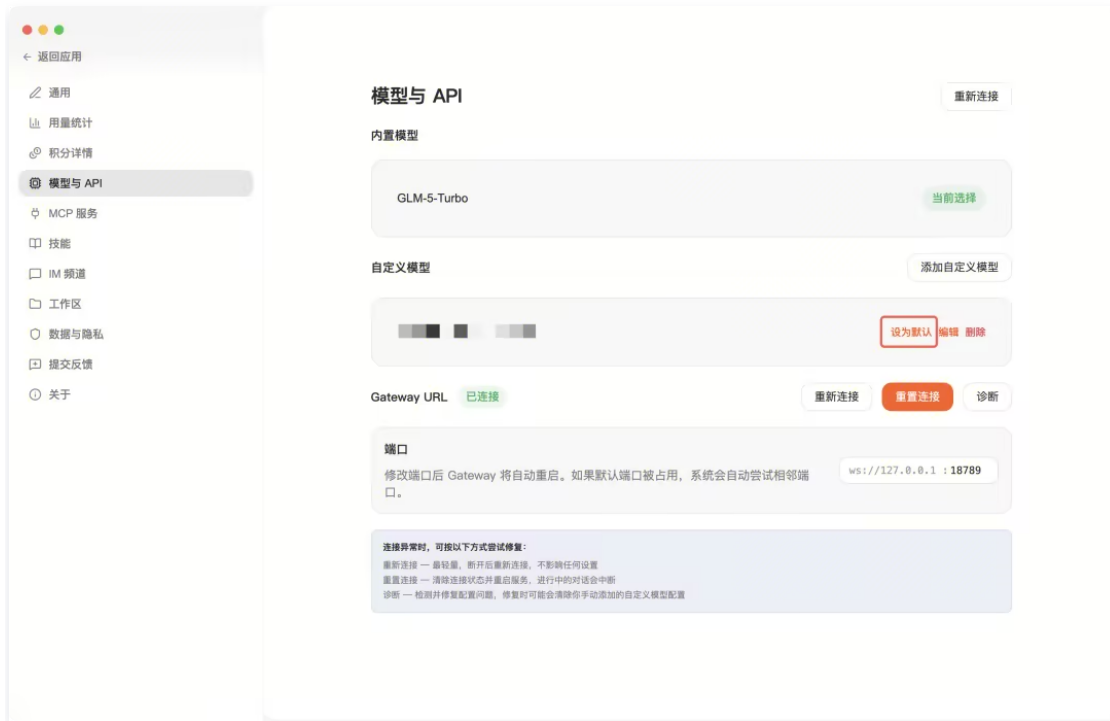 返回应用
通用
用量统计
积分详情
模型与 API
MCP 服务
技能
IM 频道
工作区
数据与隐私
提交反馈
关于
模型与 API
重新连接
内置模型
GLM-5-Turbo
当前选择
自定义模型
添加自定义模型
设为默认 编辑 删除
Gateway URL 已连接
重新连接 重置连接 诊断
端口
修改端口后 Gateway 将自动重启。如果默认端口被占用，系统会自动尝试相邻端
口。
ws://127.0.0.1 : 18789
连接异常时，可按以下方式尝试修复：
重新连接 — 最轻量，断开后重新连接，不影响任何设置
重置连接 — 清除连接状态并重启服务，进行中的对话会中断
诊断 — 检测并修复配置问题，修复时可能会清除你手动添加的自定义模型配置